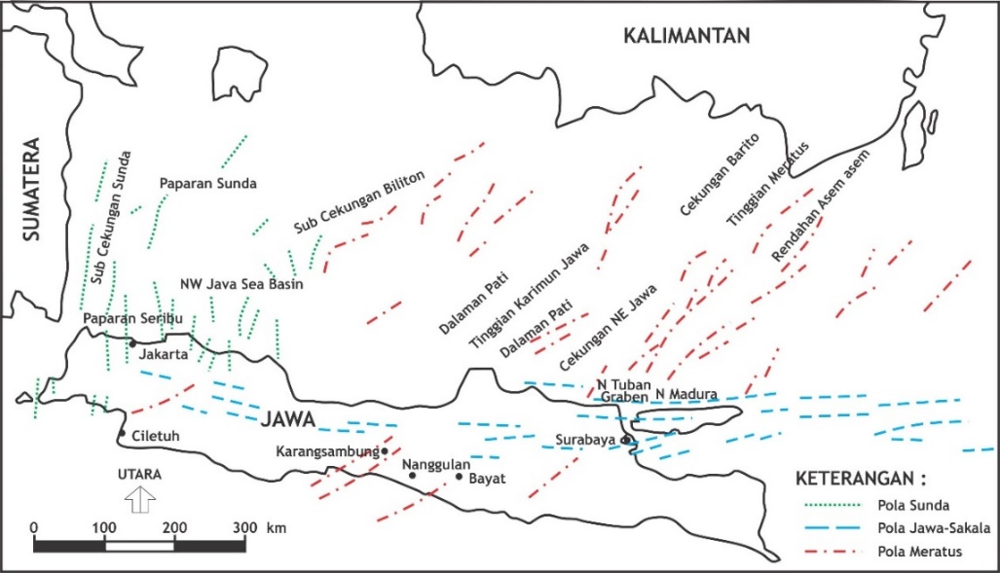 KALIMANTAN
SUMATERA
Sub Cekungan Sunda
Paparan Sunda
Sub Cekungan Biliton
Cekungan Barito
Tinggian Meratus
Rendahan Asem asem
NW Java Sea Basin
Dalaman Pati
Tinggian Karimun Jawa
Dalaman Pati
Cekungan NE Jawa
Paparan Seribu
Jakarta
N Tuban
Graben
N Madura
JAWA
Ciletuh
Karangsambung
Surabaya
Nanggulan
Bayat
UTARA
0 100 200 300 km
KETERANGAN :
Pola Sunda
Pola Jawa-Sakala
Pola Meratus